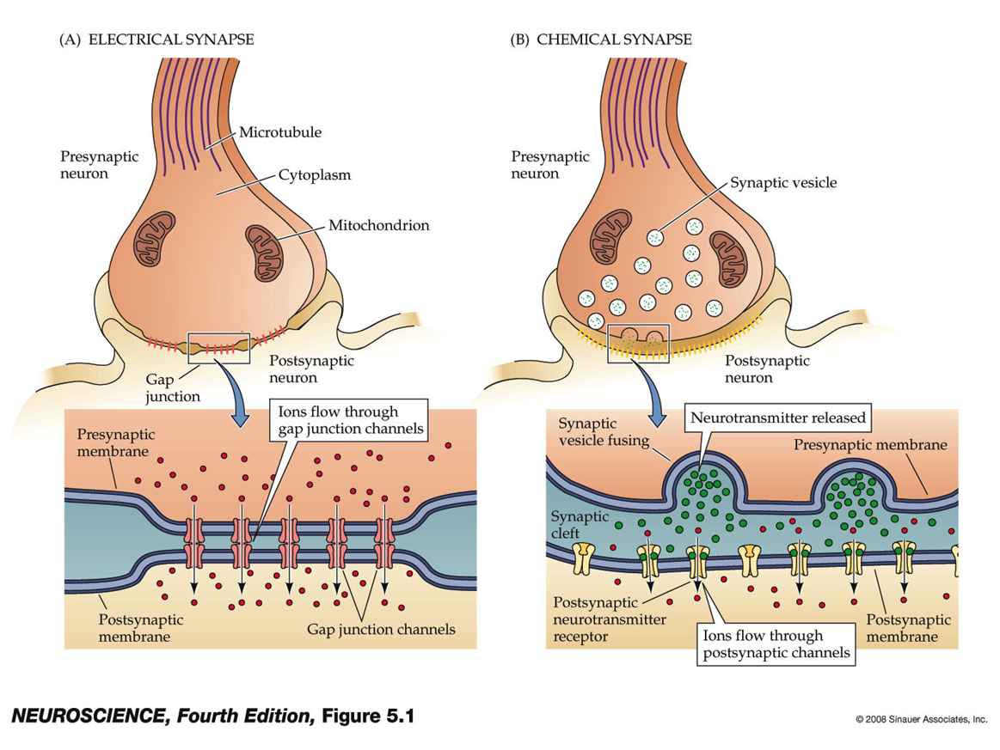 (A) ELECTRICAL SYNAPSE
Microtubule
Presynaptic
neuron
Cytoplasm
Mitochondrion
Postsynaptic
neuron
Gap
junction
Ions flow through
gap junction channels
Presynaptic
membrane
Postsynaptic
membrane
Gap junction channels
(B) CHEMICAL SYNAPSE
Presynaptic
neuron
Synaptic vesicle
Postsynaptic
neuron
Synaptic
vesicle fusing
Neurotransmitter released
Presynaptic membrane
Synaptic
cleft
Postsynaptic
neurotransmitter
receptor
Ions flow through
postsynaptic channels
Postsynaptic
membrane
NEUROSCIENCE, Fourth Edition, Figure 5.1
© 2008 Sinauer Associates, Inc.